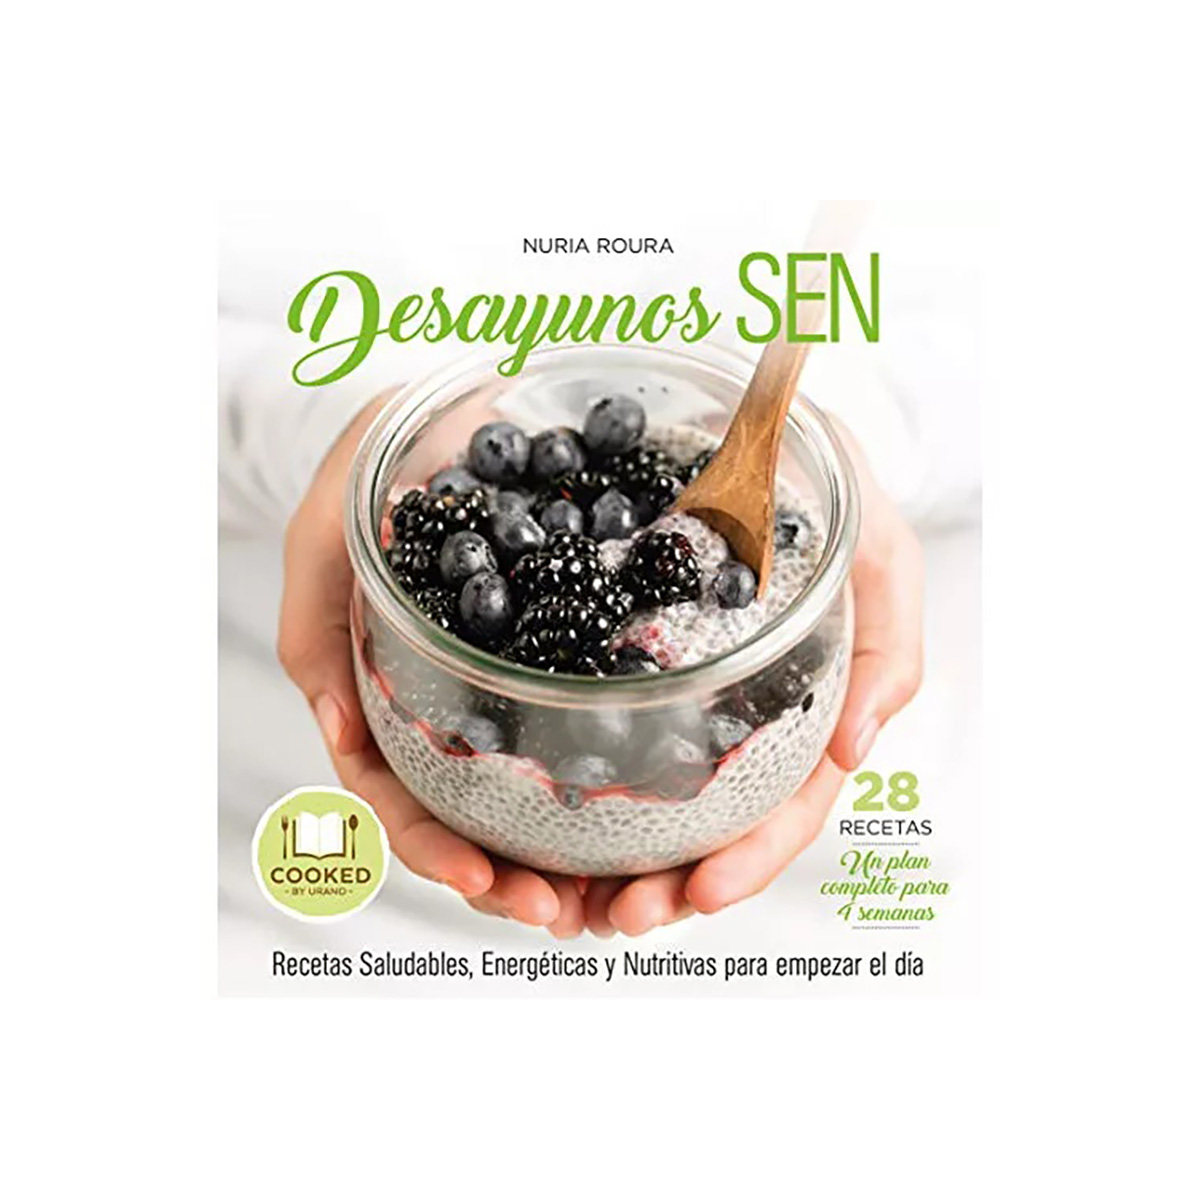 NURIA ROURA
Desayunos SEN
28
RECETAS
Un plan
completo para
4 semanas
COOKED
- BY URANO -
Recetas Saludables, Energéticas y Nutritivas para empezar el día